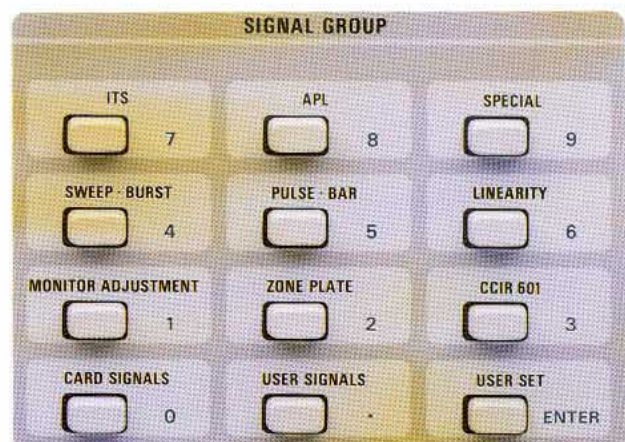 SIGNAL GROUP
ITS APL SPECIAL
7 8 9
SWEEP · BURST PULSE · BAR LINEARITY
4 5 6
MONITOR ADJUSTMENT ZONE PLATE CCIR 601
1 2 3
CARD SIGNALS USER SIGNALS USER SET
0 · ENTER